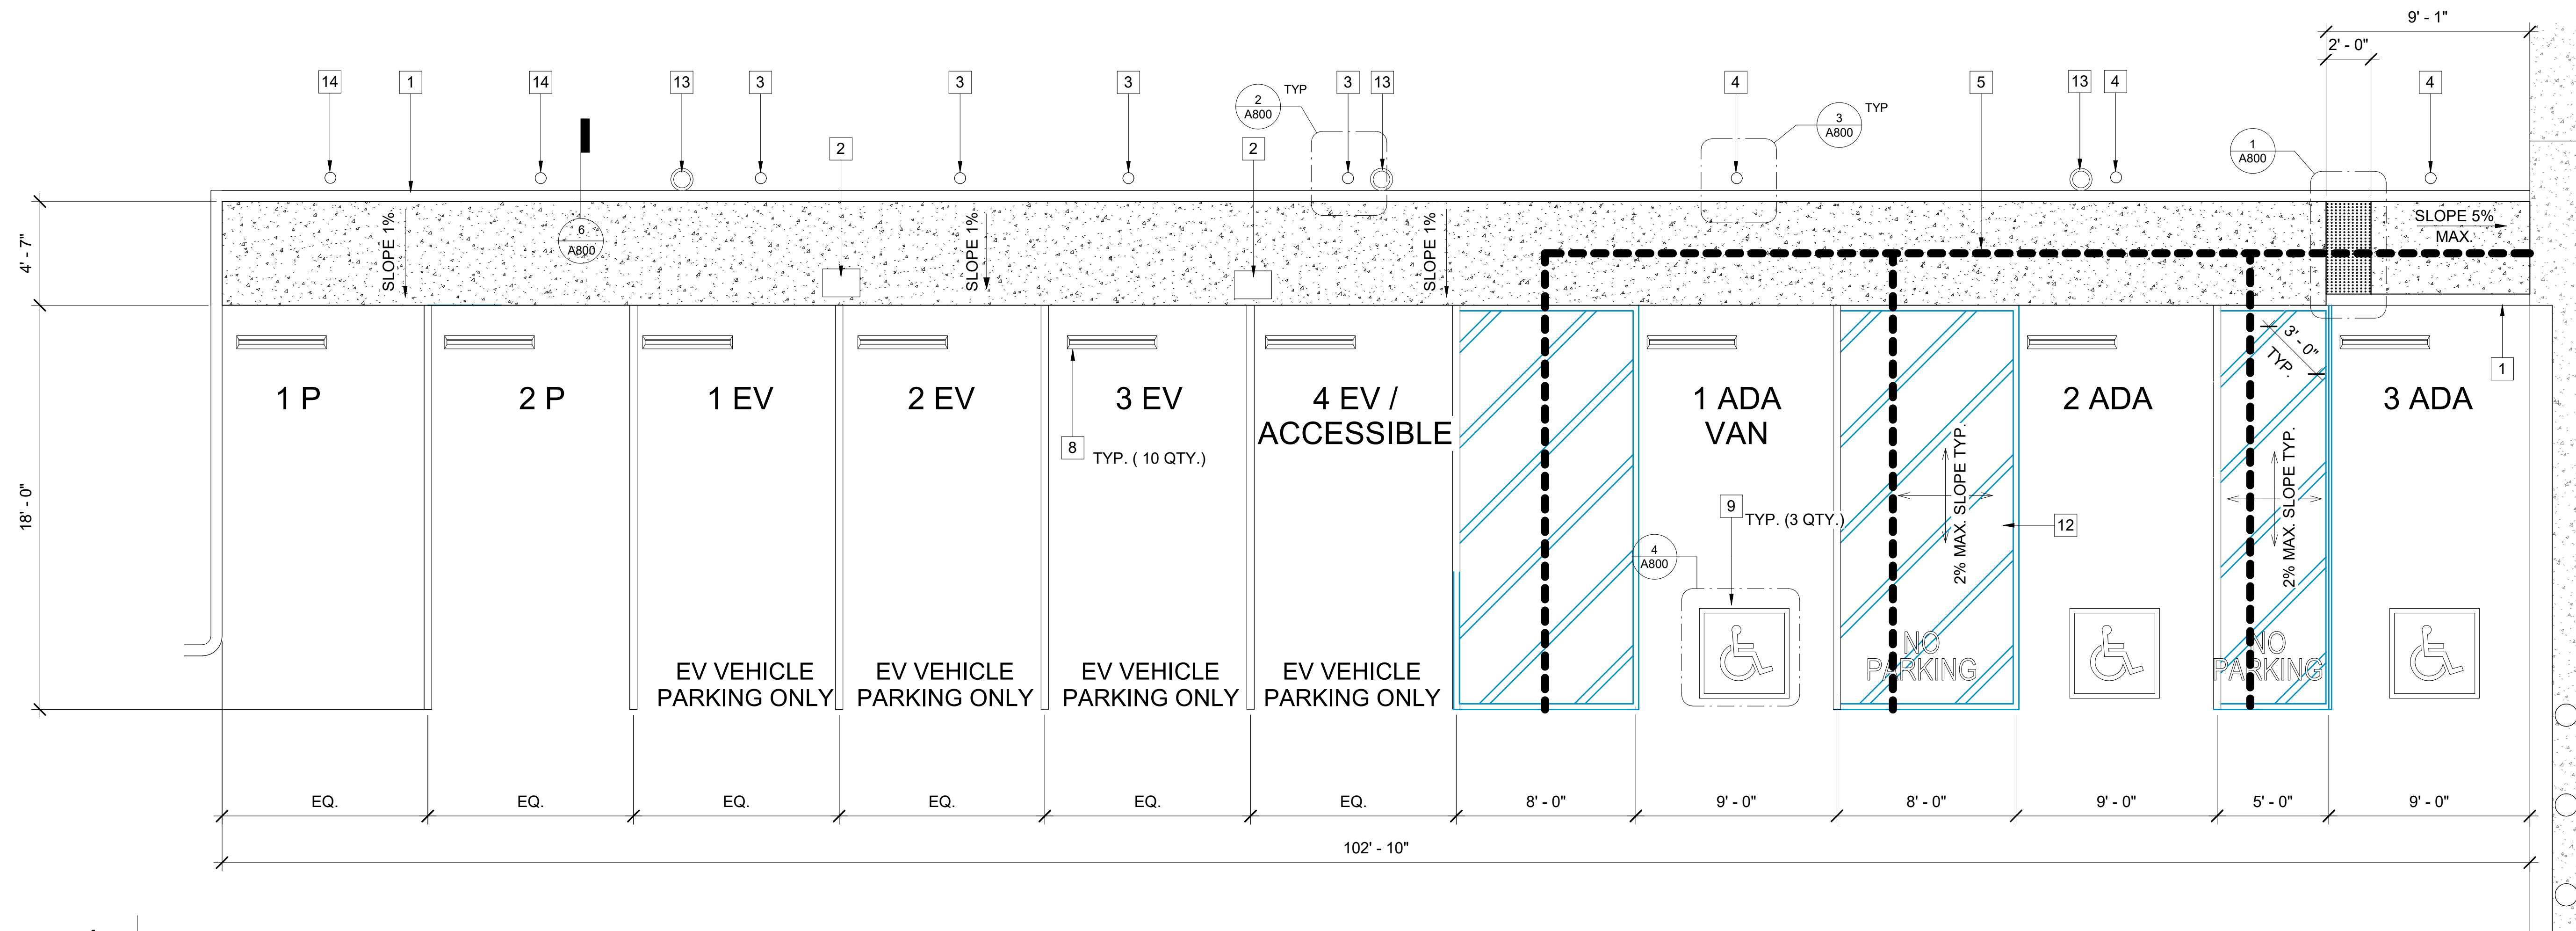 9' - 1"
2' - 0"
14
1
14
13
3
3
3
3
13
4
5
13
4
4
2
A800
TYP
3
A800
TYP
2
2
1
A800
6
A800
SLOPE 1%
SLOPE 1%
SLOPE 1%
SLOPE 5%
MAX.
4' - 7"
18' - 0"
1 P
2 P
1 EV
2 EV
3 EV
4 EV /
ACCESSIBLE
1 ADA
VAN
2 ADA
3 ADA
3' - 0"
TYP.
1
8
TYP. ( 10 QTY.)
9
TYP. (3 QTY.)
4
A800
2% MAX. SLOPE TYP.
12
2% MAX. SLOPE TYP.
EV VEHICLE
PARKING ONLY
EV VEHICLE
PARKING ONLY
EV VEHICLE
PARKING ONLY
EV VEHICLE
PARKING ONLY
NO
PARKING
NO
PARKING
EQ.
EQ.
EQ.
EQ.
EQ.
EQ.
8' - 0"
9' - 0"
8' - 0"
9' - 0"
5' - 0"
9' - 0"
102' - 10"